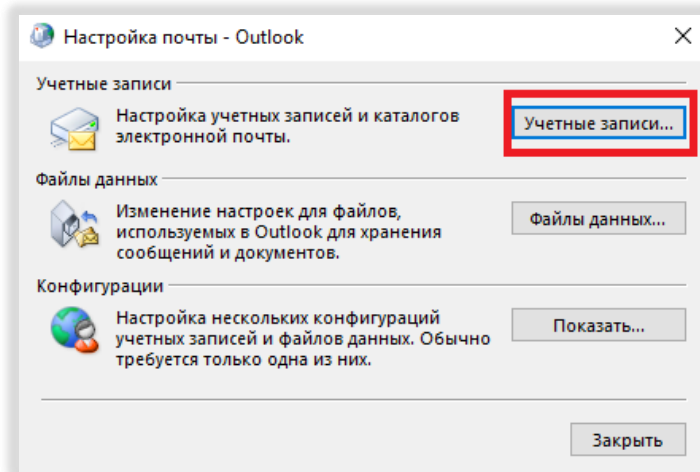 Настройка почты - Outlook
Учетные записи
Настройка учетных записей и каталогов
электронной почты.
Учетные записи...
Файлы данных
Изменение настроек для файлов,
используемых в Outlook для хранения
сообщений и документов.
Файлы данных...
Конфигурации
Настройка нескольких конфигураций
учетных записей и файлов данных. Обычно
требуется только одна из них.
Показать...
Закрыть